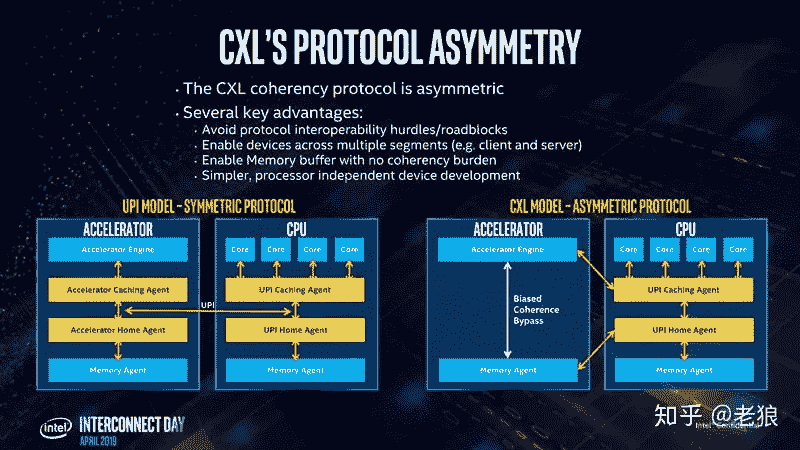 CXL'S PROTOCOL ASYMMETRY
• The CXL coherency protocol is asymmetric
• Several key advantages:
• Avoid protocol interoperability hurdles/roadblocks
• Enable devices across multiple segments (e.g. client and server)
• Enable Memory buffer with no coherency burden
• Simpler, processor independent device development
UPI MODEL – SYMMETRIC PROTOCOL
ACCELERATOR
Accelerator Engine
Accelerator Caching Agent
Accelerator Home Agent
Memory Agent
UPI
CPU
Core Core Core Core
UPI Caching Agent
UPI Home Agent
Memory Agent
CXL MODEL – ASYMMETRIC PROTOCOL
ACCELERATOR
Accelerator Engine
Biased
Coherence
Bypass
Memory Agent
CPU
Core Core Core Core
UPI Caching Agent
UPI Home Agent
Memory Agent
intel
INTERCONNECT DAY
APRIL 2019
Intel Confidential
知乎 @老狼